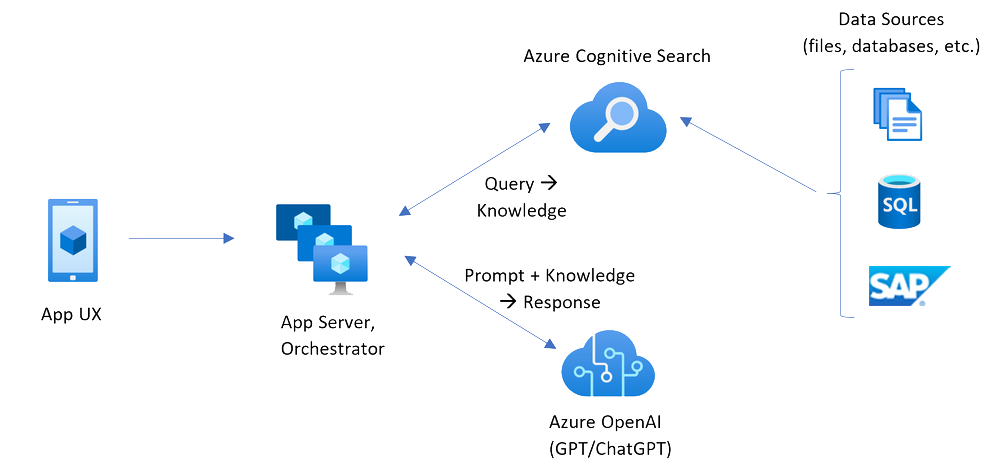 Data Sources
(files, databases, etc.)
Azure Cognitive Search
Query →
Knowledge
SQL
SAP®
Prompt + Knowledge
→ Response
App UX
App Server,
Orchestrator
Azure OpenAI
(GPT/ChatGPT)